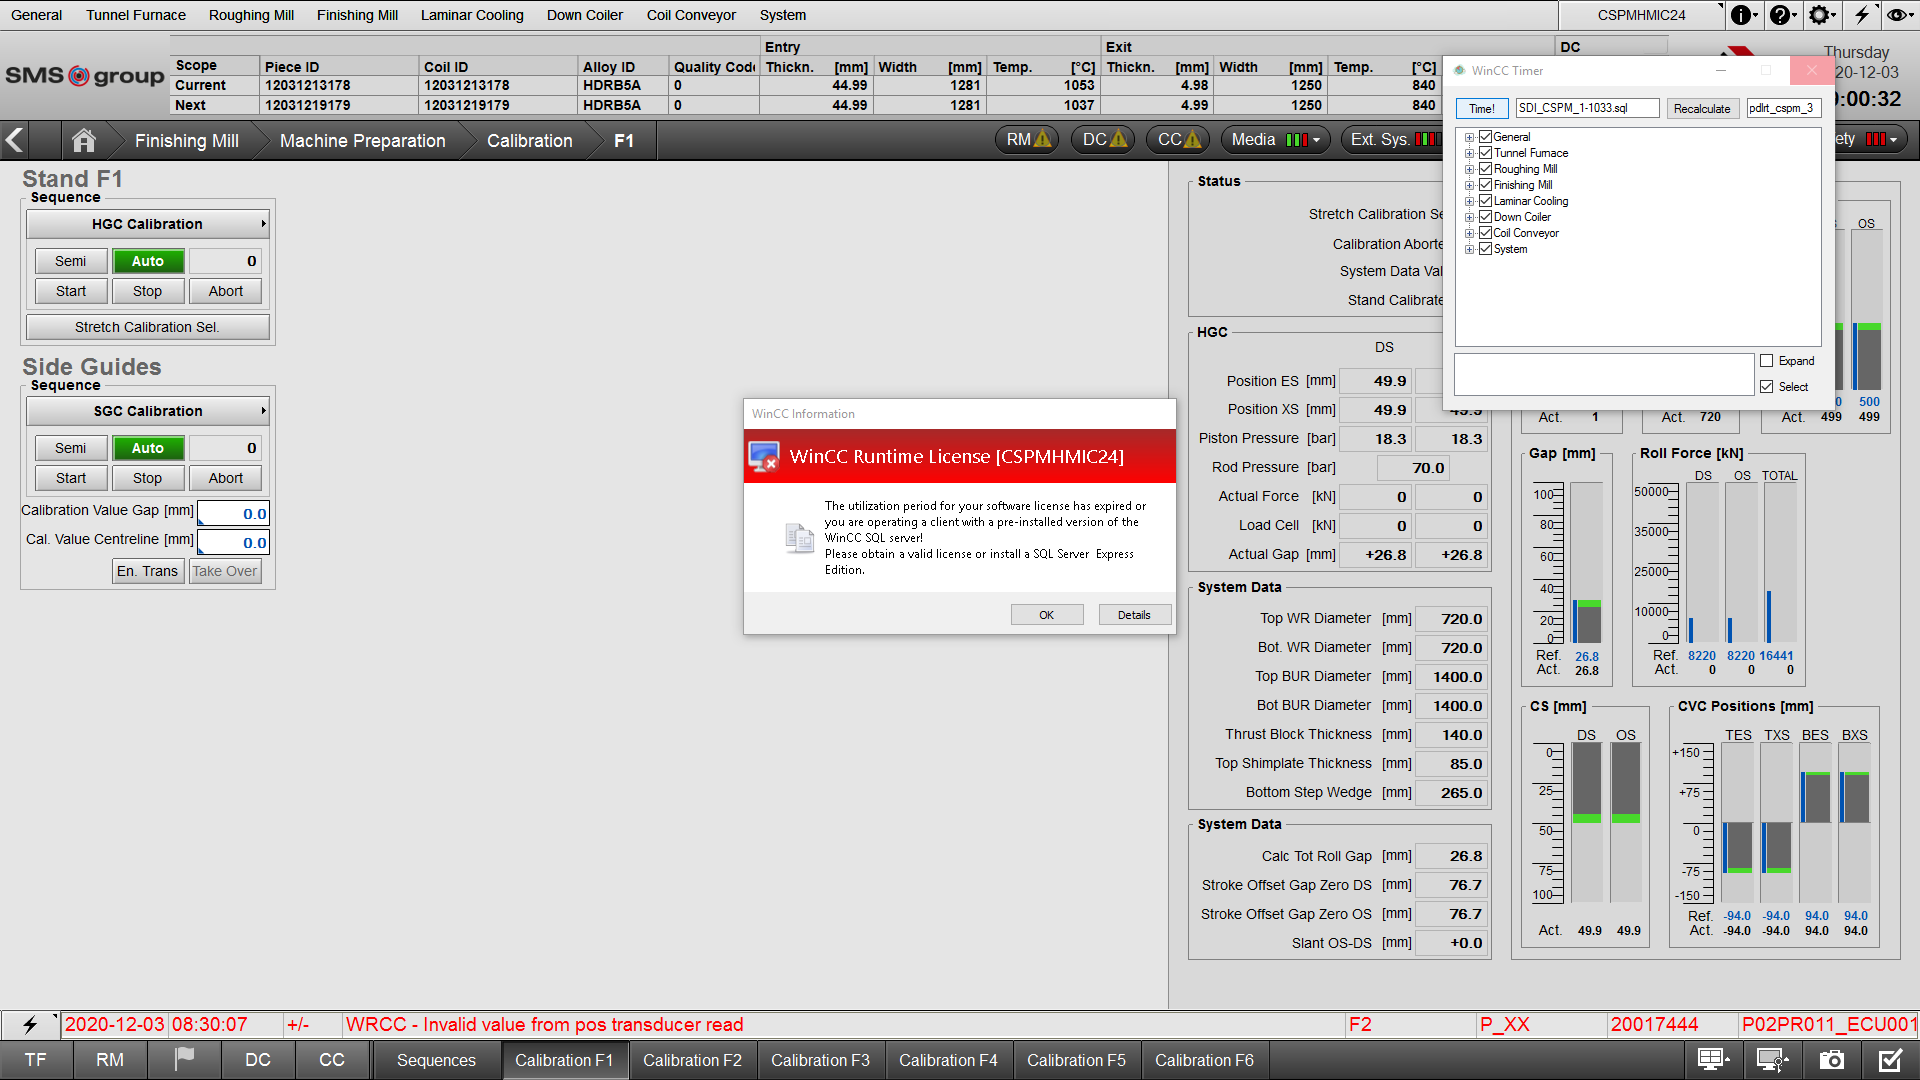 General Tunnel Furnace Roughing Mill Finishing Mill Laminar Cooling Down Coiler Coil Conveyor System CSPMHMIC24
SMS group
Entry Exit DC
Scope Piece ID Coil ID Alloy ID Quality Code Thickn. [mm] Width [mm] Temp. [°C] Thickn. [mm] Width [mm] Temp. [°C]
Current 12031213178 12031213178 HDRB5A 0 44.99 1281 1053 4.98 1250 840
Next 12031219179 12031219179 HDRB5A 0 44.99 1281 1037 4.99 1250 840
Thursday
20-12-03
:00:32
Finishing Mill Machine Preparation Calibration F1 RM DC CC Media Ext. Sys. ety
WinCC Timer
Time! SDI_CSPM_1-1033.sql Recalculate pdlrt_cspm_3
General
Tunnel Furnace
Roughing Mill
Finishing Mill
Laminar Cooling
Down Coiler
Coil Conveyor
System
Expand
Select
Stand F1
Sequence
HGC Calibration
Semi Auto 0
Start Stop Abort
Stretch Calibration Sel.
Side Guides
Sequence
SGC Calibration
Semi Auto 0
Start Stop Abort
Calibration Value Gap [mm] 0.0
Cal. Value Centreline [mm] 0.0
En. Trans Take Over
WinCC Information
WinCC Runtime License [CSPMHMIC24]
The utilization period for your software license has expired or
you are operating a client with a pre-installed version of the
WinCC SQL server!
Please obtain a valid license or install a SQL Server Express
Edition.
OK Details
Status
Stretch Calibration Se
Calibration Aborte
System Data Val
Stand Calibrate
HGC
DS
Position ES [mm] 49.9
Position XS [mm] 49.9 49.9
Piston Pressure [bar] 18.3 18.3
Rod Pressure [bar] 70.0
Actual Force [kN] 0 0
Load Cell [kN] 0 0
Actual Gap [mm] +26.8 +26.8
System Data
Top WR Diameter [mm] 720.0
Bot. WR Diameter [mm] 720.0
Top BUR Diameter [mm] 1400.0
Bot BUR Diameter [mm] 1400.0
Thrust Block Thickness [mm] 140.0
Top Shimplate Thickness [mm] 85.0
Bottom Step Wedge [mm] 265.0
System Data
Calc Tot Roll Gap [mm] 26.8
Stroke Offset Gap Zero DS [mm] 76.7
Stroke Offset Gap Zero OS [mm] 76.7
Slant OS-DS [mm] +0.0
OS
0 500
Act. 1 Act. 720 Act. 499 499
Gap [mm]
100
80
60
40
20
0
Ref. 26.8
Act. 26.8
Roll Force [kN]
DS OS TOTAL
50000
25000
10000
0
Ref. 8220 8220 16441
Act. 0 0 0
CS [mm]
DS OS
0
25
50
75
100
Act. 49.9 49.9
CVC Positions [mm]
TES TXS BES BXS
+150
+75
0
-75
-150
Ref. -94.0 -94.0 94.0 94.0
Act. -94.0 -94.0 94.0 94.0
2020-12-03 08:30:07 +/- WRCC - Invalid value from pos transducer read F2 P_XX 20017444 P02PR011_ECU001
TF RM DC CC Sequences Calibration F1 Calibration F2 Calibration F3 Calibration F4 Calibration F5 Calibration F6